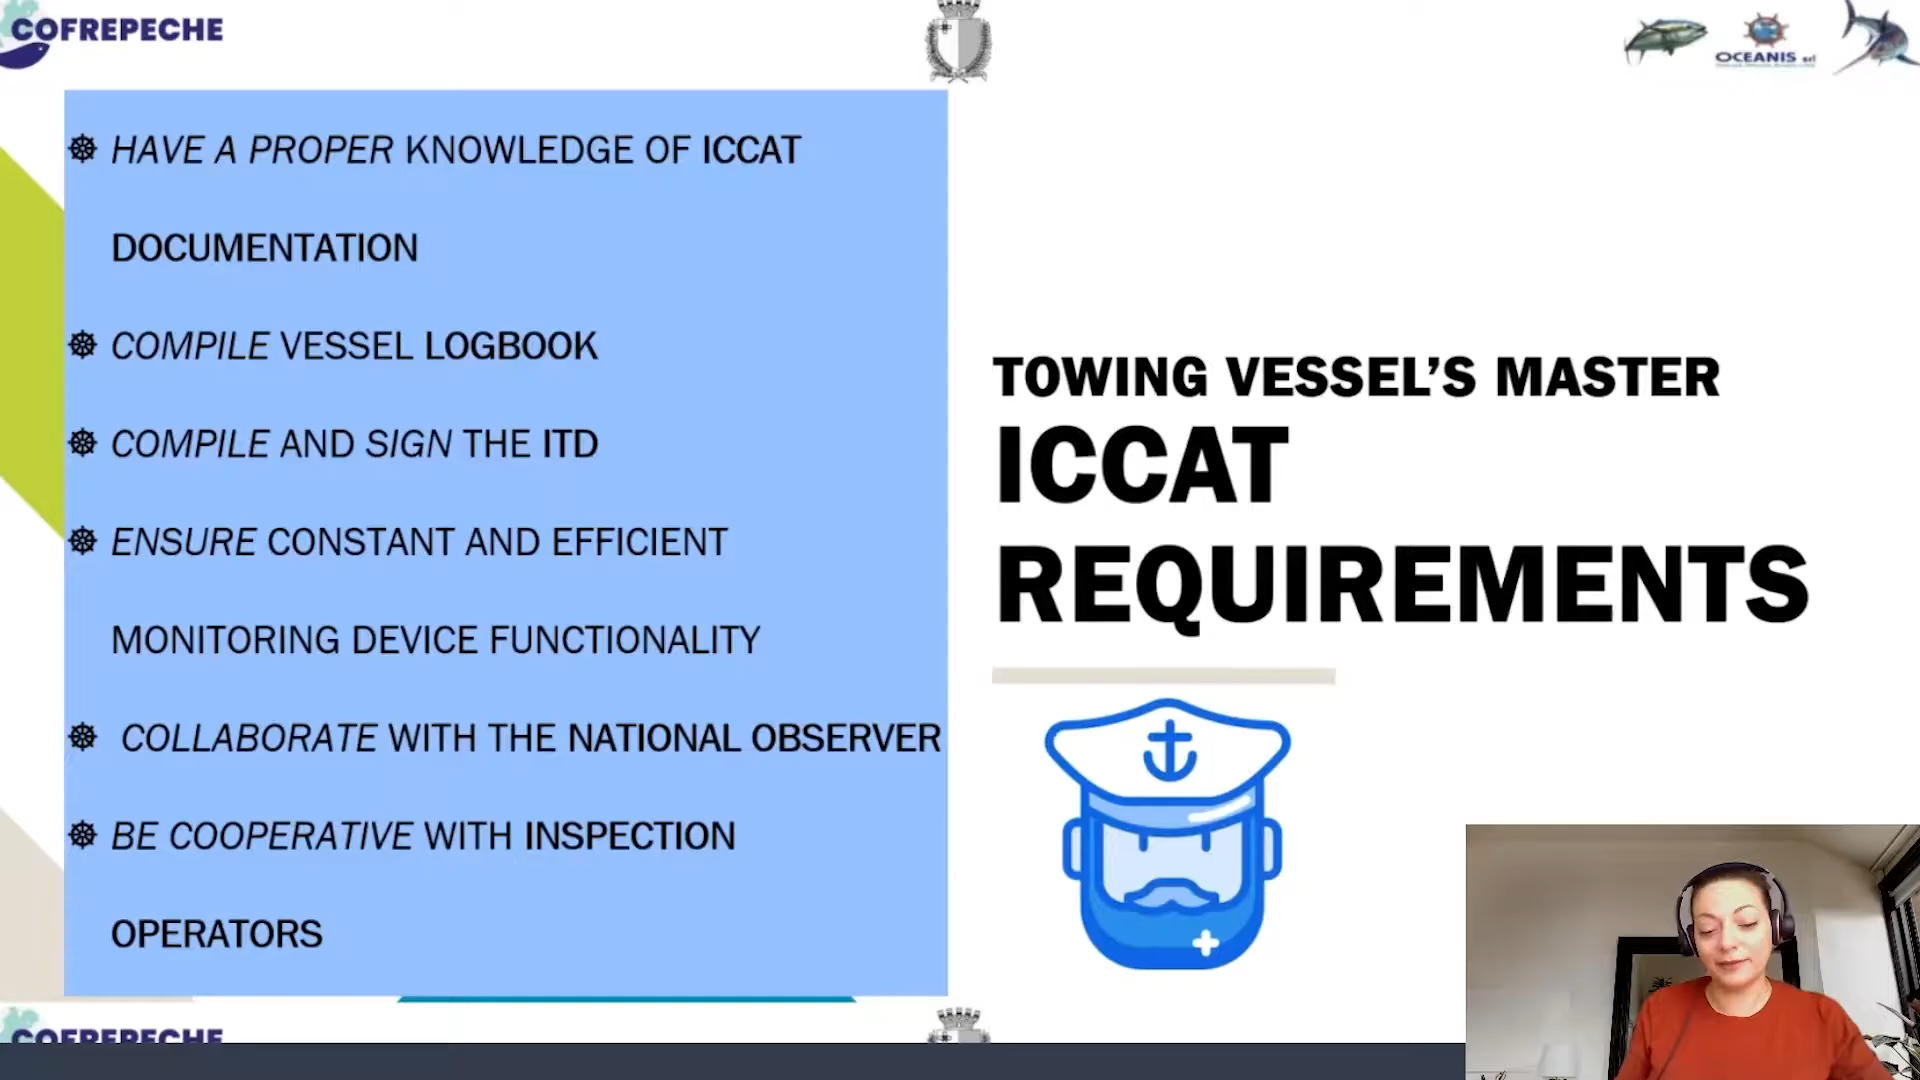 COFREPECHE
OCEANIS srl
HAVE A PROPER KNOWLEDGE OF ICCAT
DOCUMENTATION
COMPILE VESSEL LOGBOOK
COMPILE AND SIGN THE ITD
ENSURE CONSTANT AND EFFICIENT
MONITORING DEVICE FUNCTIONALITY
COLLABORATE WITH THE NATIONAL OBSERVER
BE COOPERATIVE WITH INSPECTION
OPERATORS
TOWING VESSEL’S MASTER
ICCAT
REQUIREMENTS
COFREPECHE